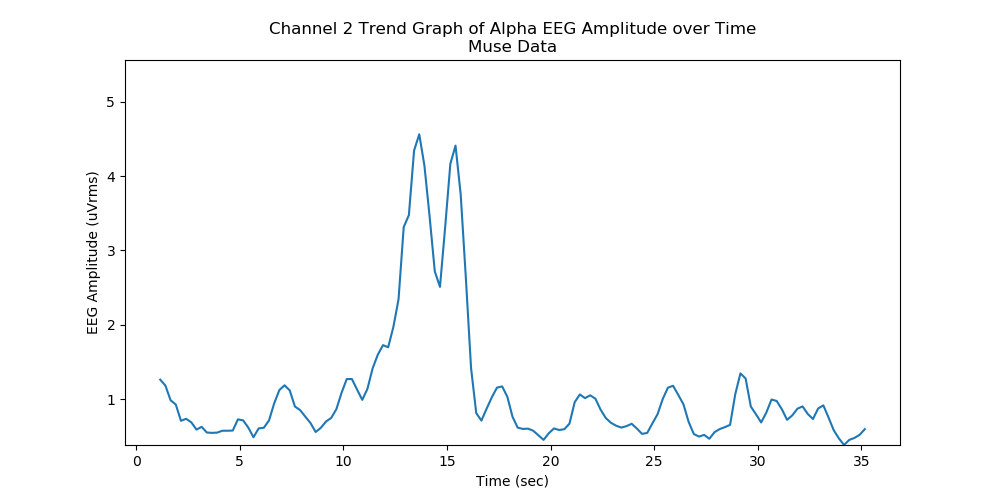 Channel 2 Trend Graph of Alpha EEG Amplitude over Time
Muse Data
EEG Amplitude (uVrms)
5
4
3
2
1
0 5 10 15 20 25 30 35
Time (sec)